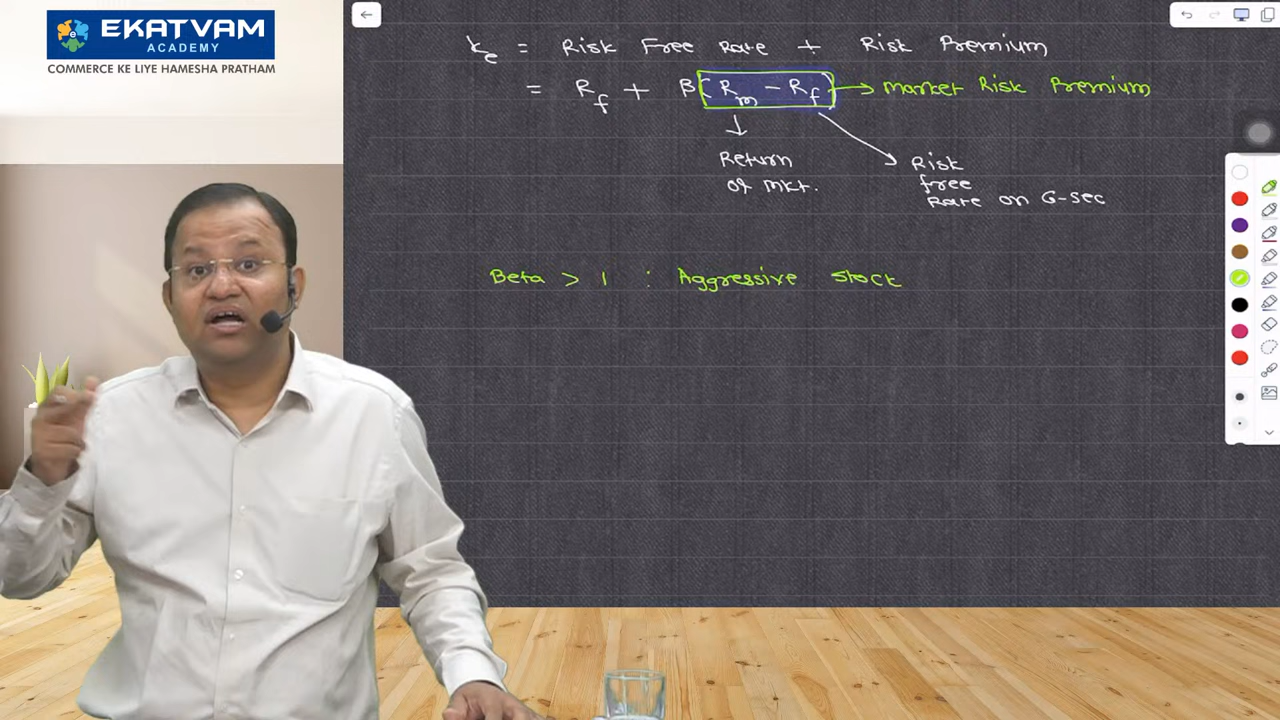 EKATVAM
ACADEMY
COMMERCE KE LIYE HAMESHA PRATHAM
Ke = Risk Free Rate + Risk Premium
= Rf + β(Rm - Rf) → Market Risk Premium
Return
of mkt.
Risk
free
Rate on G-sec
Beta > 1 : Aggressive Stock